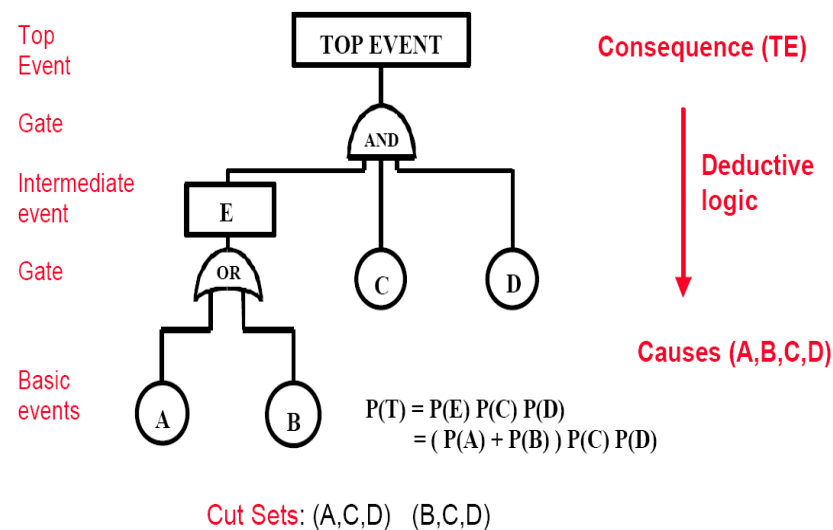 Top
Event
TOP EVENT
Consequence (TE)
Gate
AND
Deductive
logic
Intermediate
event
E
Gate
OR
C
D
Causes (A,B,C,D)
Basic
events
A
B
P(T) = P(E) P(C) P(D)
= ( P(A) + P(B) ) P(C) P(D)
Cut Sets: (A,C,D) (B,C,D)